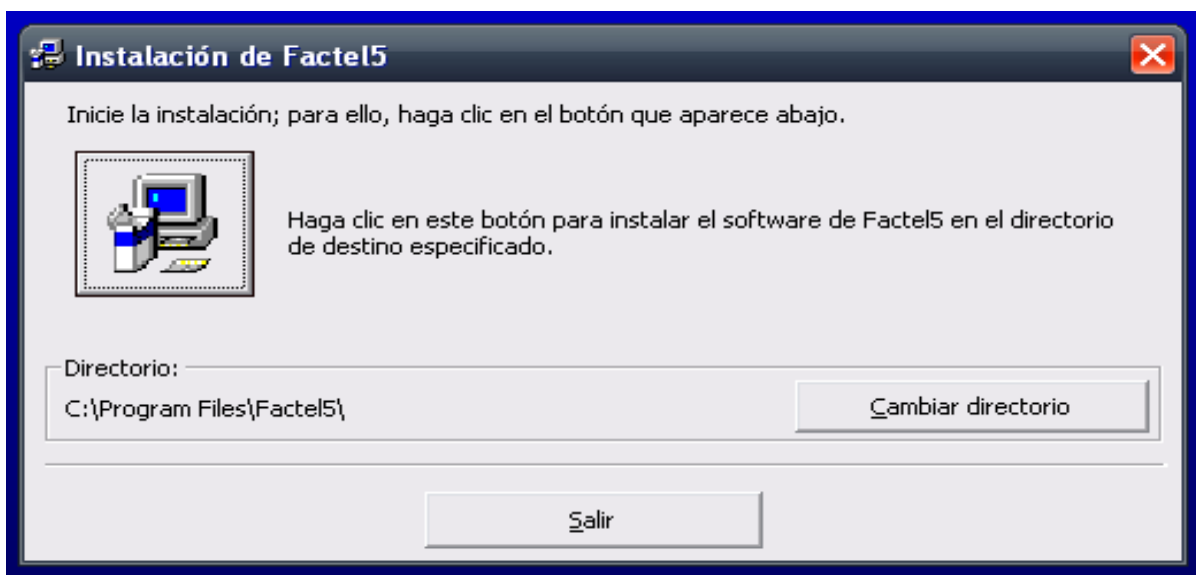 Instalación de Factel5
Inicie la instalación; para ello, haga clic en el botón que aparece abajo.
Haga clic en este botón para instalar el software de Factel5 en el directorio
de destino especificado.
Directorio:
C:\Program Files\Factel5\
Cambiar directorio
Salir